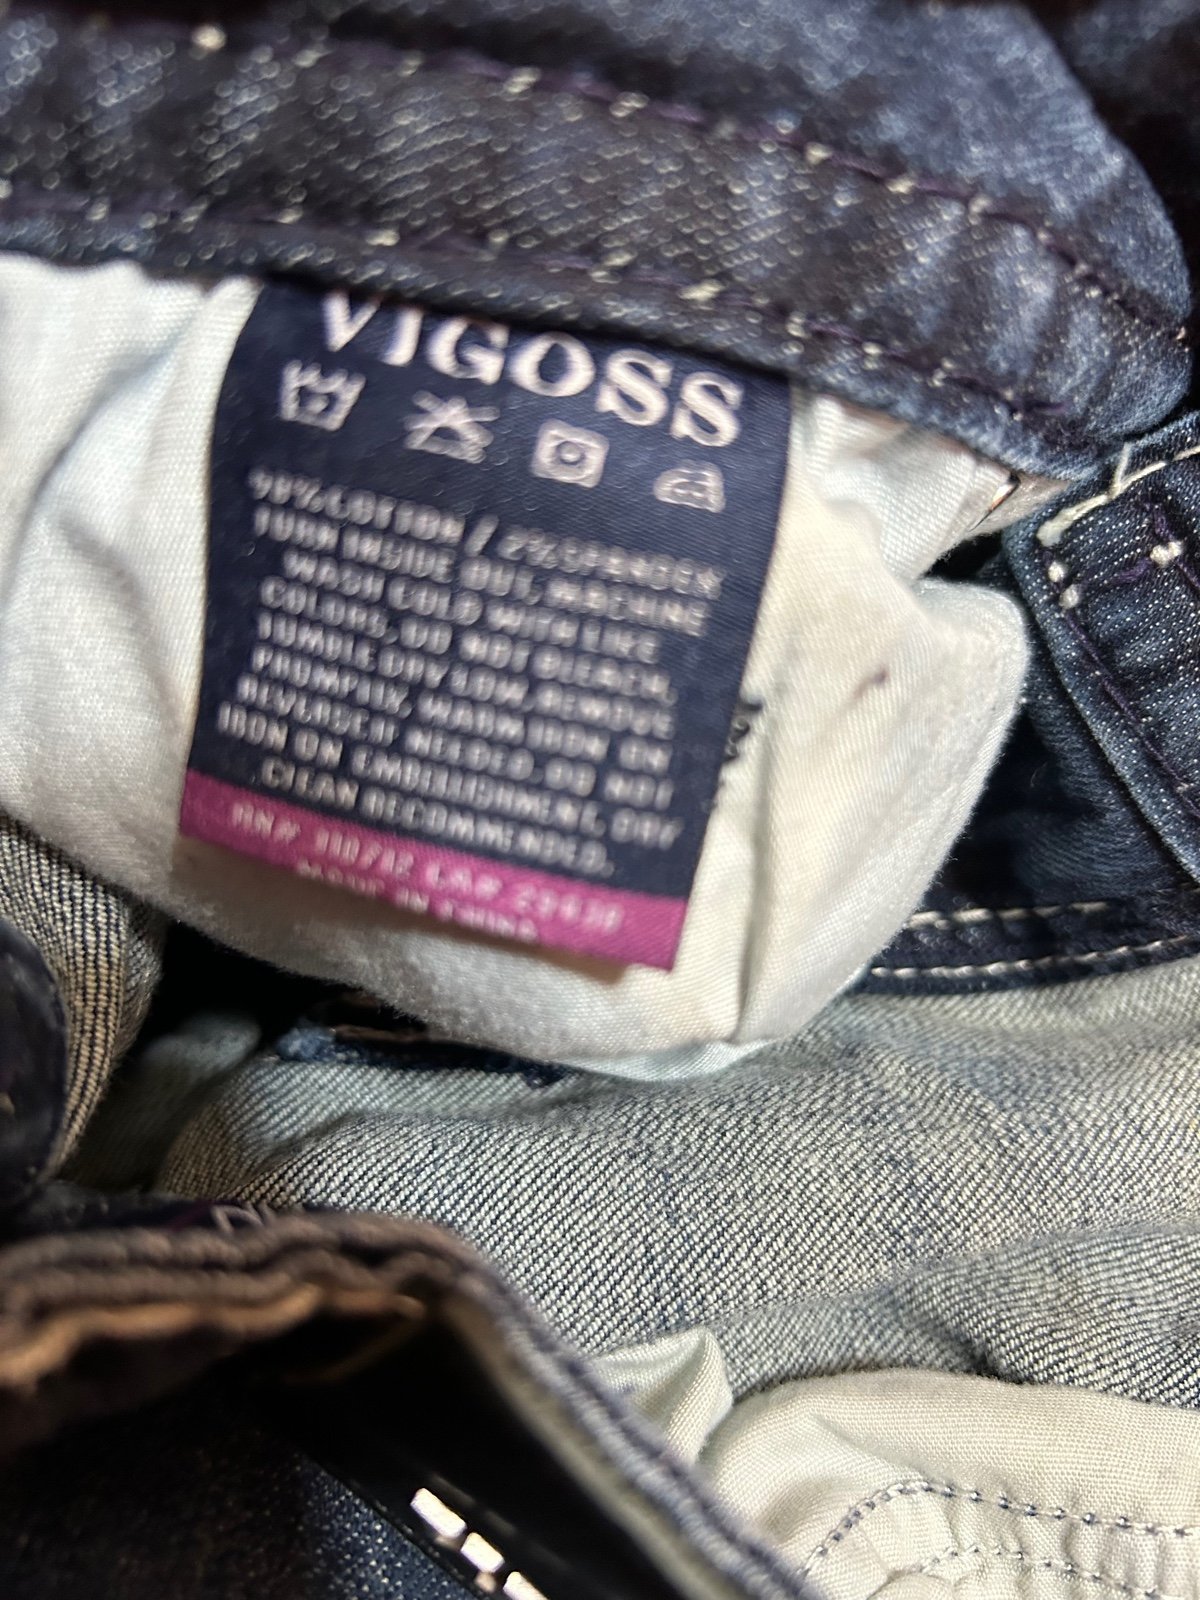 VIGOSS
98% COTTON / 2% SPANDEX
TURN INSIDE OUT, MACHINE
WASH COLD WITH LIKE
COLORS, DO NOT BLEACH,
TUMBLE DRY LOW, REMOVE
PROMPTLY, WARM IRON ON
REVERSE IF NEEDED. DO NOT
IRON ON EMBELLISHMENT, DRY
CLEAN RECOMMENDED.
RN# CA#
MADE IN CHINA